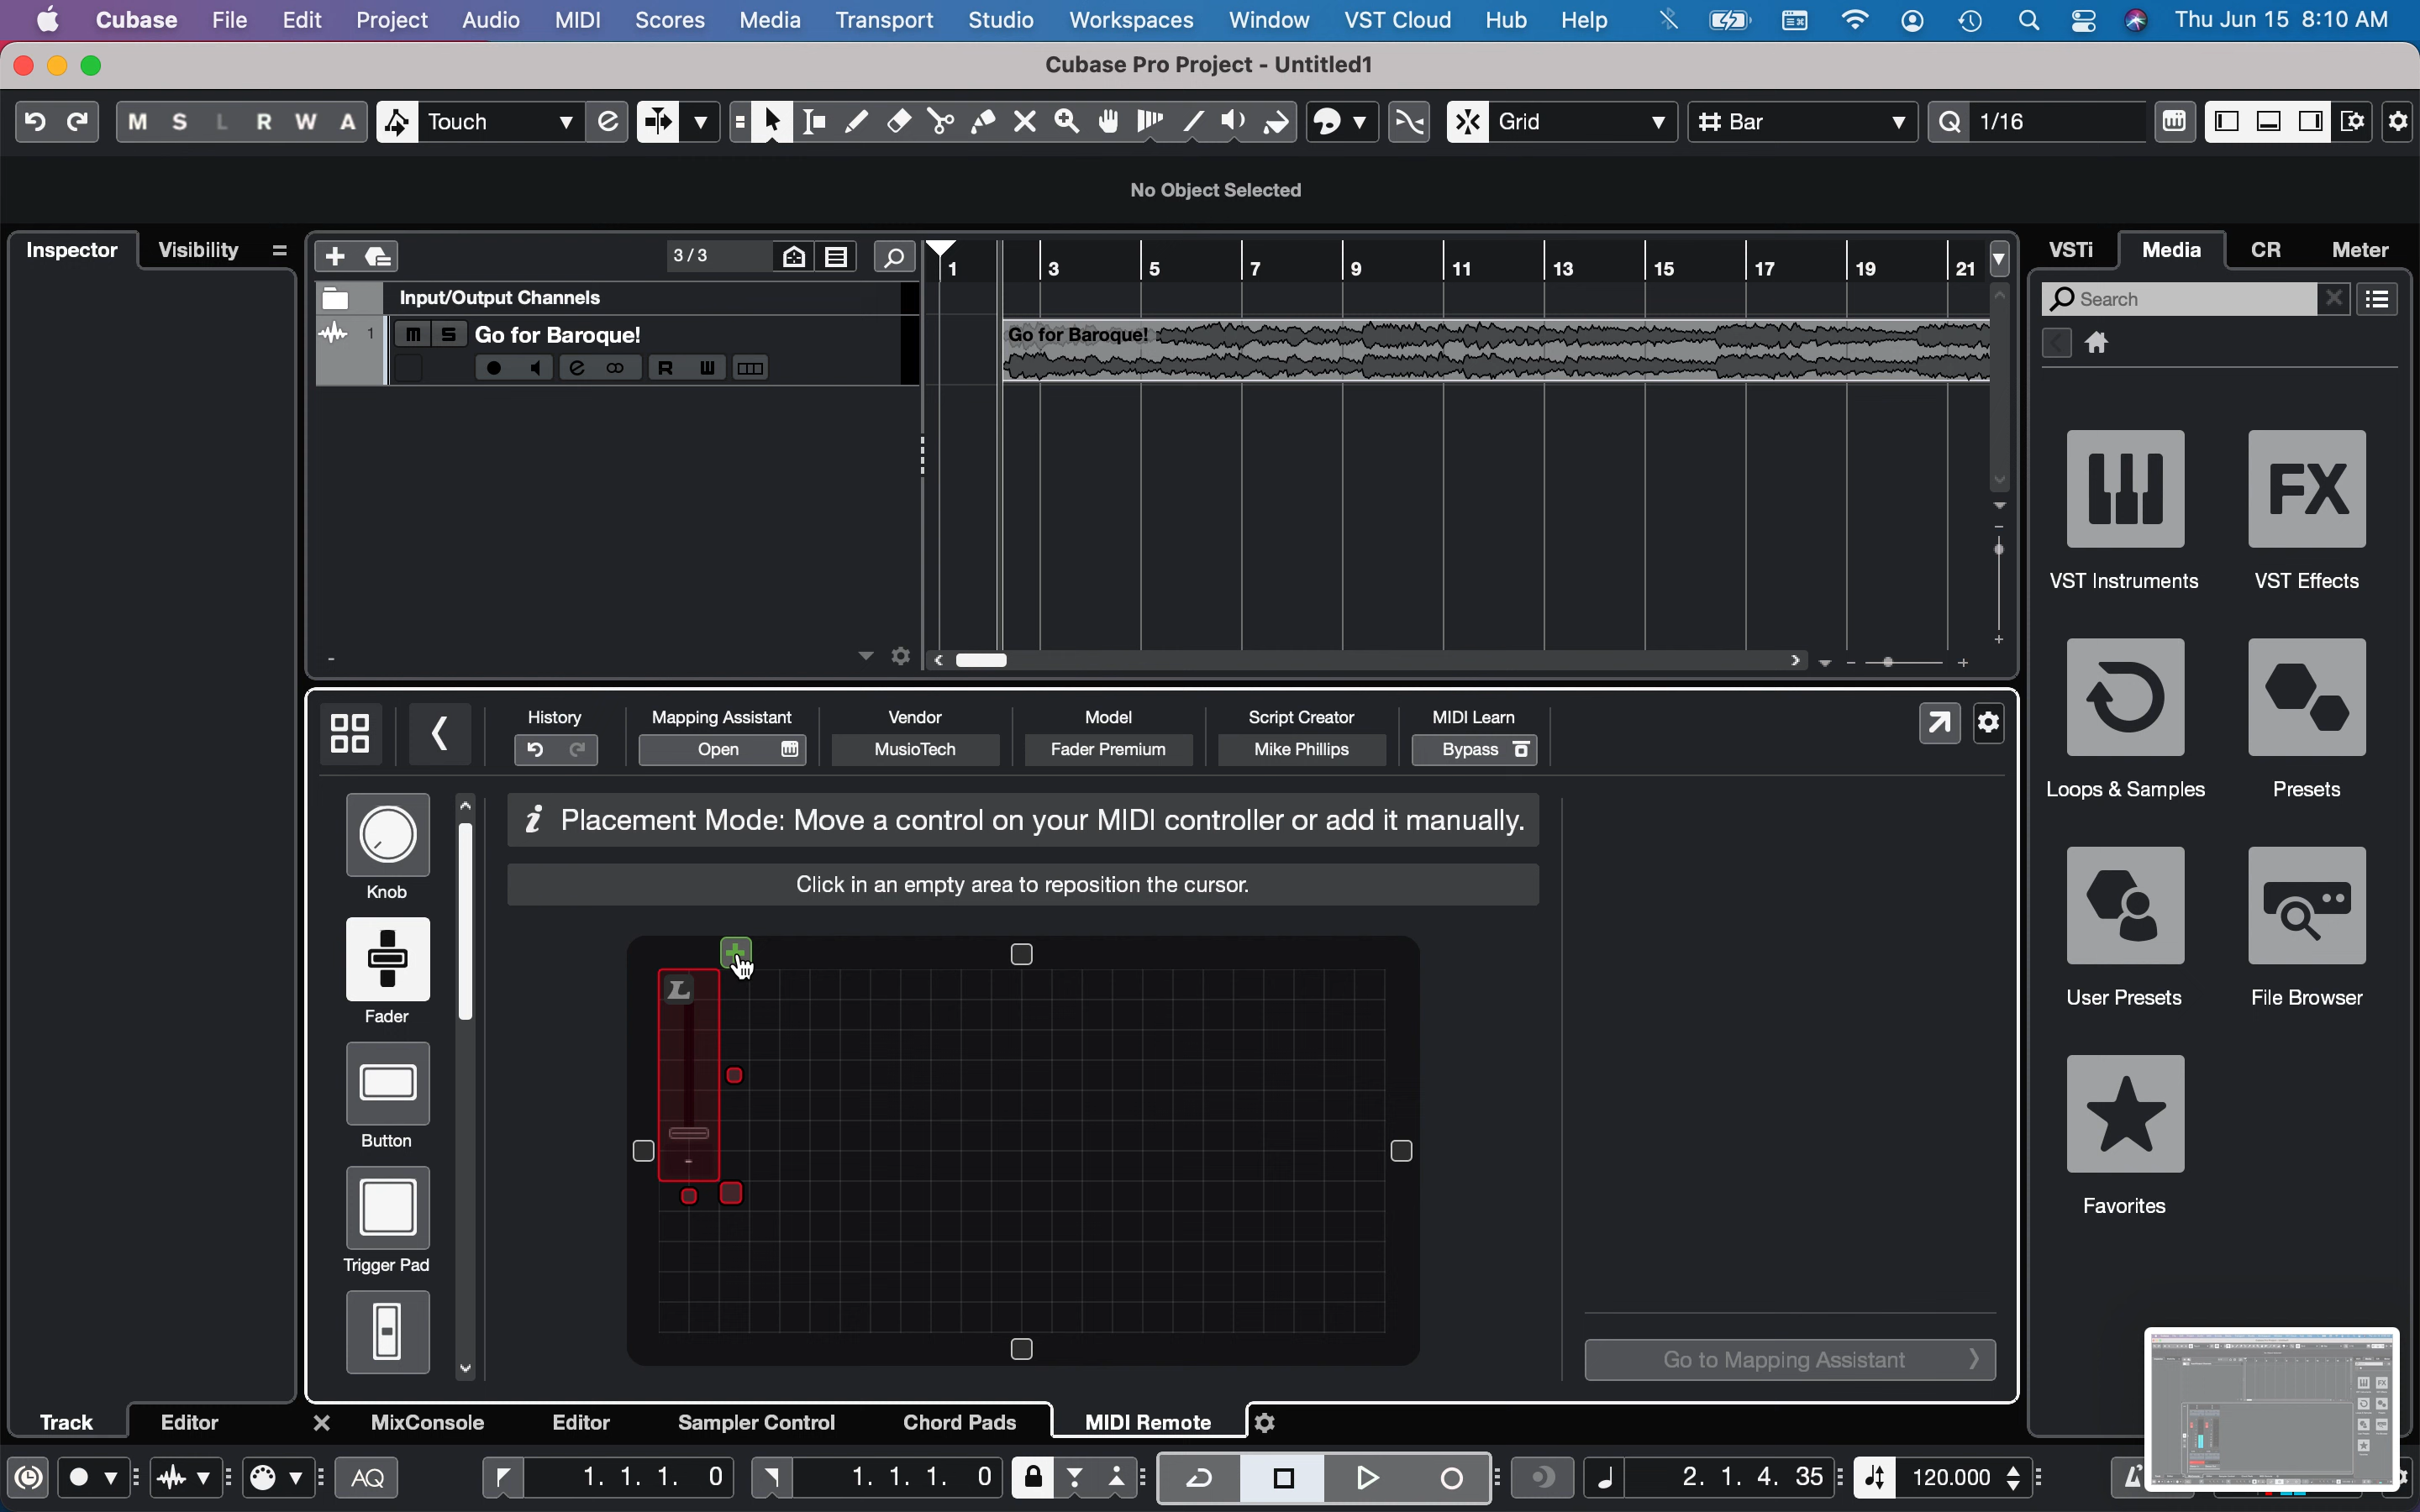 Cubase File Edit Project Audio MIDI Scores Media Transport Studio Workspaces Window VST Cloud Hub Help Thu Jun 15 8:10 AM
Cubase Pro Project - Untitled1
M S L R W A Touch Grid Bar Q 1/16
No Object Selected
Inspector Visibility 3/3 1 3 5 7 9 11 13 15 17 19 21 VSTi Media CR Meter
Input/Output Channels Search
1 M S Go for Baroque! Go for Baroque!
R W
VST Instruments FX VST Effects
Loops & Samples Presets
History Mapping Assistant Vendor Model Script Creator MIDI Learn
Open MusioTech Fader Premium Mike Phillips Bypass
Placement Mode: Move a control on your MIDI controller or add it manually.
Knob Click in an empty area to reposition the cursor.
L
Fader User Presets File Browser
Button
Trigger Pad Favorites
Go to Mapping Assistant
Track Editor MixConsole Editor Sampler Control Chord Pads MIDI Remote
AQ 1. 1. 1. 0 1. 1. 1. 0 2. 1. 4. 35 120.000